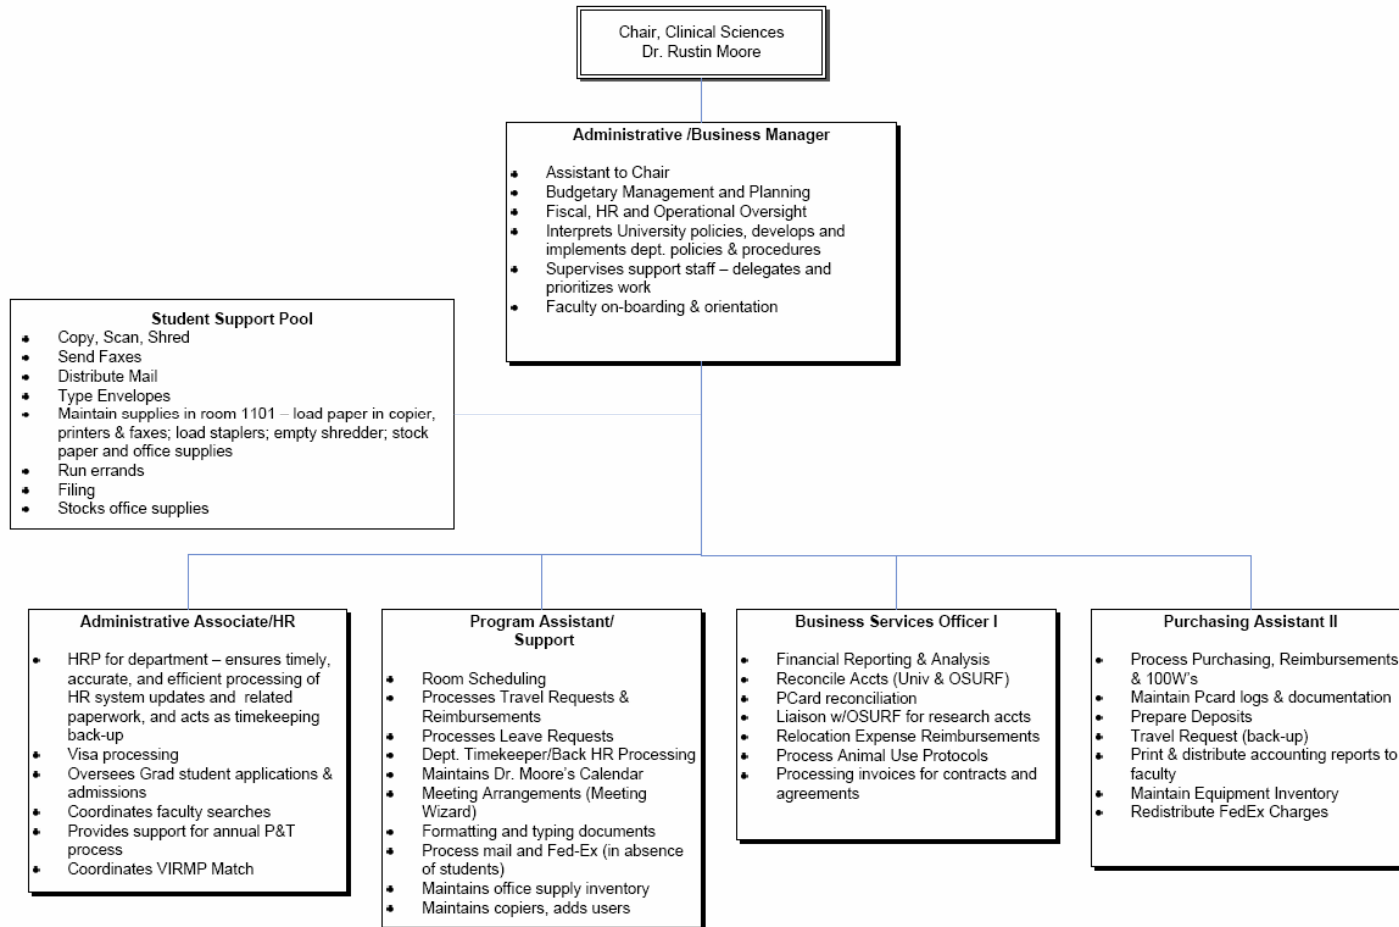 Chair, Clinical Sciences
Dr. Rustin Moore
Administrative /Business Manager
Assistant to Chair
Budgetary Management and Planning
Fiscal, HR and Operational Oversight
Interprets University policies, develops and
implements dept. policies & procedures
Supervises support staff – delegates and
prioritizes work
Faculty on-boarding & orientation
Student Support Pool
Copy, Scan, Shred
Send Faxes
Distribute Mail
Type Envelopes
Maintain supplies in room 1101 – load paper in copier,
printers & faxes; load staplers; empty shredder; stock
paper and office supplies
Run errands
Filing
Stocks office supplies
Administrative Associate/HR
HRP for department – ensures timely,
accurate, and efficient processing of
HR system updates and related
paperwork, and acts as timekeeping
back-up
Visa processing
Oversees Grad student applications &
admissions
Coordinates faculty searches
Provides support for annual P&T
process
Coordinates VIRMP Match
Program Assistant/
Support
Room Scheduling
Processes Travel Requests &
Reimbursements
Processes Leave Requests
Dept. Timekeeper/Back HR Processing
Maintains Dr. Moore's Calendar
Meeting Arrangements (Meeting
Wizard)
Formatting and typing documents
Process mail and Fed-Ex (in absence
of students)
Maintains office supply inventory
Maintains copiers, adds users
Business Services Officer I
Financial Reporting & Analysis
Reconcile Accts (Univ & OSURF)
PCard reconciliation
Liaison w/OSURF for research accts
Relocation Expense Reimbursements
Process Animal Use Protocols
Processing invoices for contracts and
agreements
Purchasing Assistant II
Process Purchasing, Reimbursements
& 100W's
Maintain Pcard logs & documentation
Prepare Deposits
Travel Request (back-up)
Print & distribute accounting reports to
faculty
Maintain Equipment Inventory
Redistribute FedEx Charges